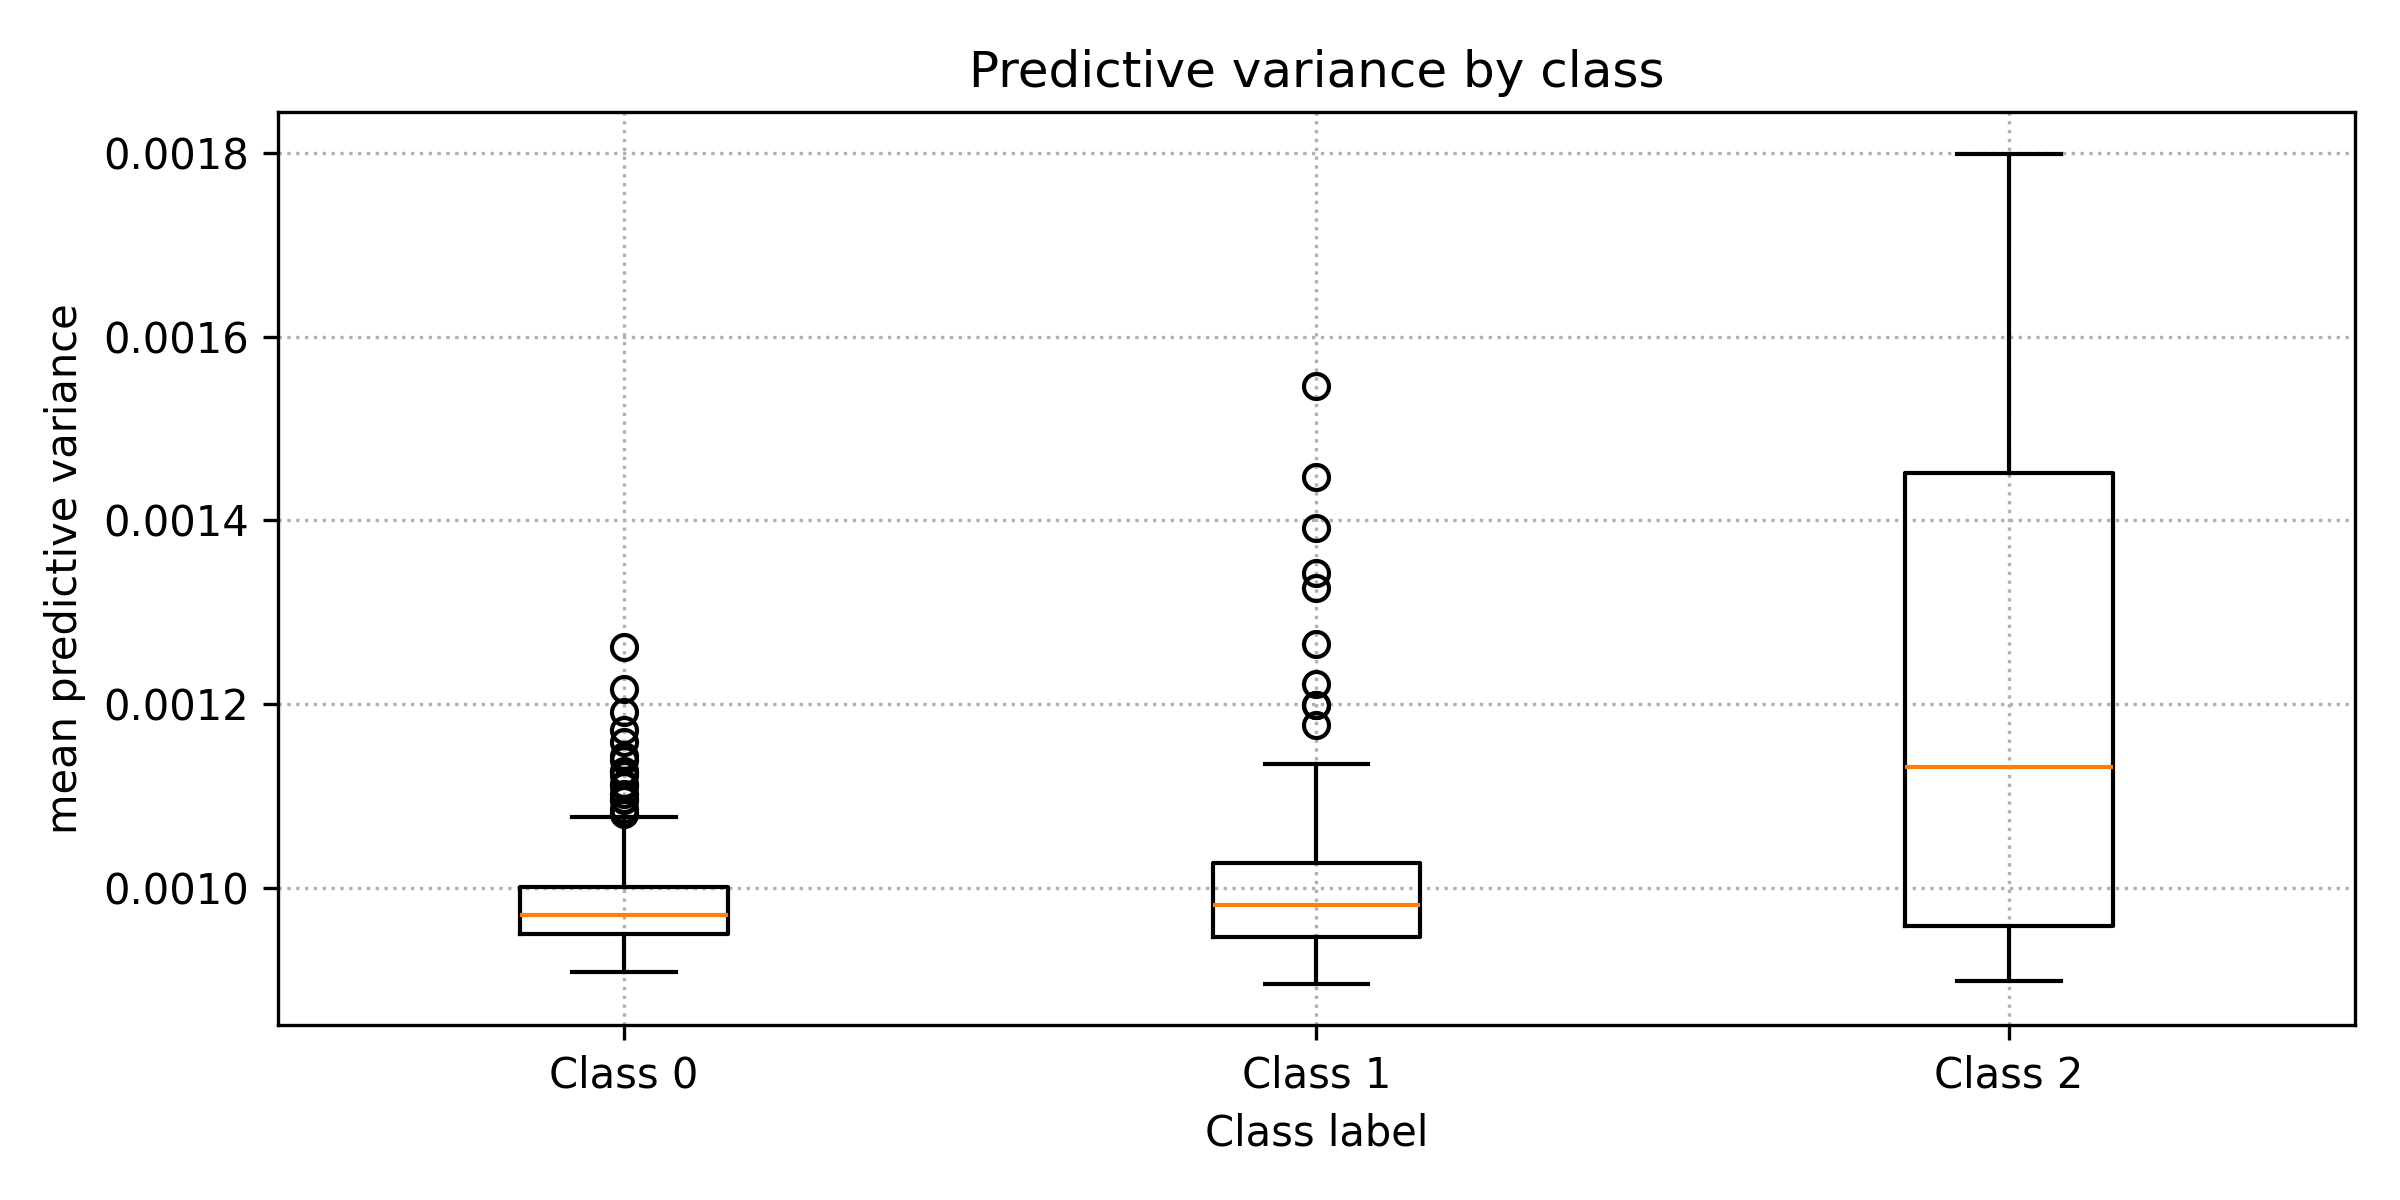 Predictive variance by class
mean predictive variance
0.0018
0.0016
0.0014
0.0012
0.0010
Class 0
Class 1
Class 2
Class label